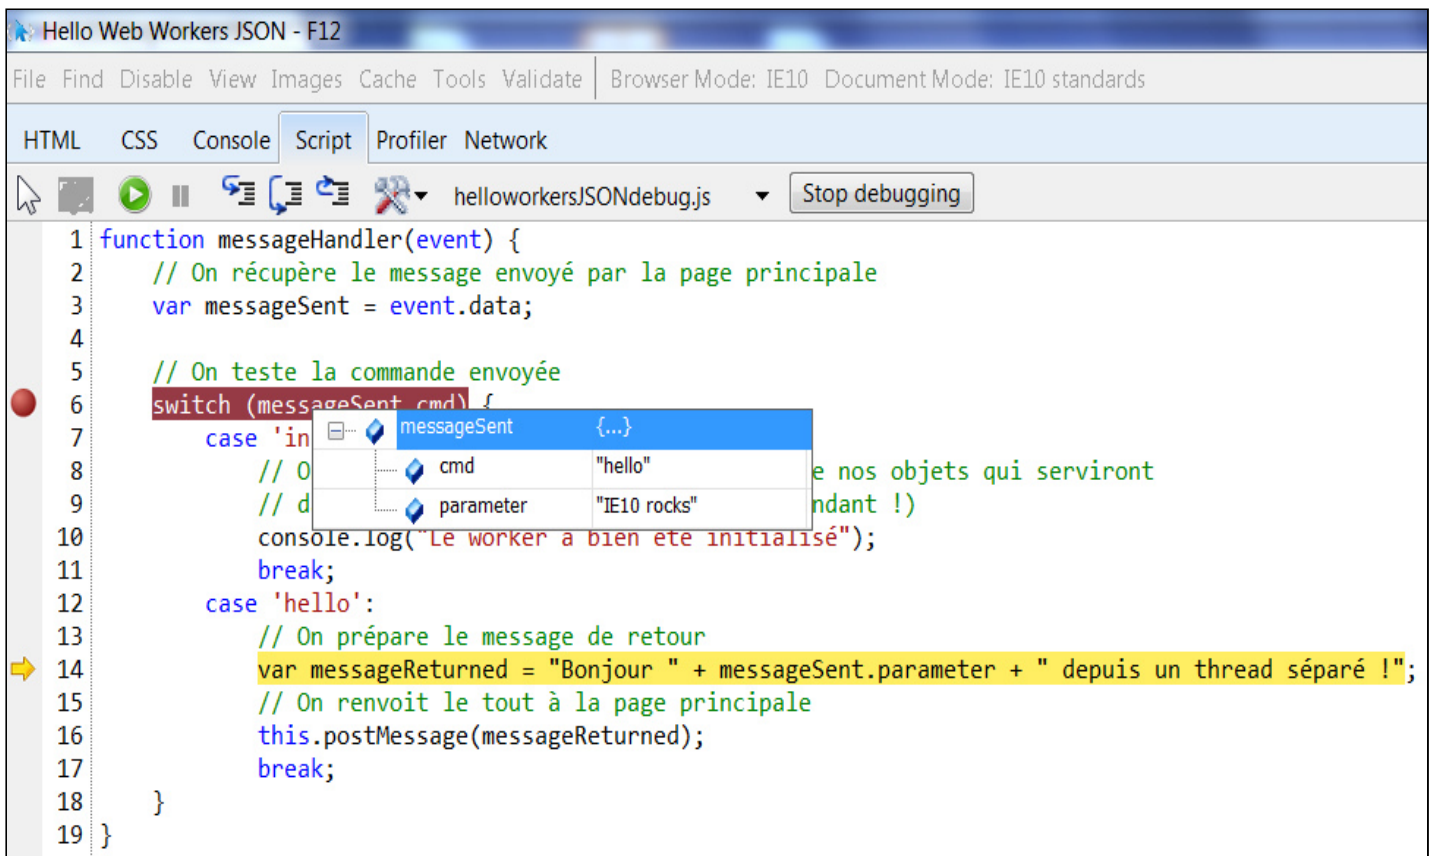 Hello Web Workers JSON - F12
File Find Disable View Images Cache Tools Validate Browser Mode: IE10 Document Mode: IE10 standards
HTML CSS Console Script Profiler Network
helloworkersJSONdebug.js Stop debugging
1 function messageHandler(event) {
2 // On récupère le message envoyé par la page principale
3 var messageSent = event.data;
4
5 // On teste la commande envoyée
6 switch (messageSent.cmd) {
messageSent {...}
7 case 'in
cmd "hello"
8 // O e nos objets qui serviront
9 // d ndant !)
parameter "IE10 rocks"
10 console.log("Le worker a bien été initialisé");
11 break;
12 case 'hello':
13 // On prépare le message de retour
14 var messageReturned = "Bonjour " + messageSent.parameter + " depuis un thread séparé !";
15 // On renvoit le tout à la page principale
16 this.postMessage(messageReturned);
17 break;
18 }
19 }